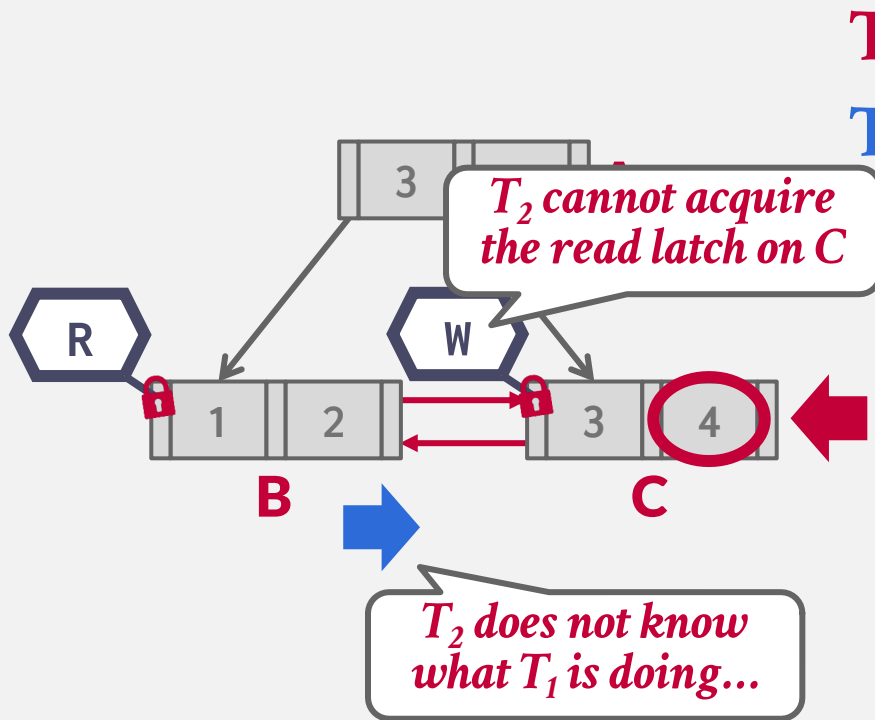 T
T
3
T2 cannot acquire
the read latch on C
R
W
1 2
3 4
B
C
T2 does not know
what T1 is doing...